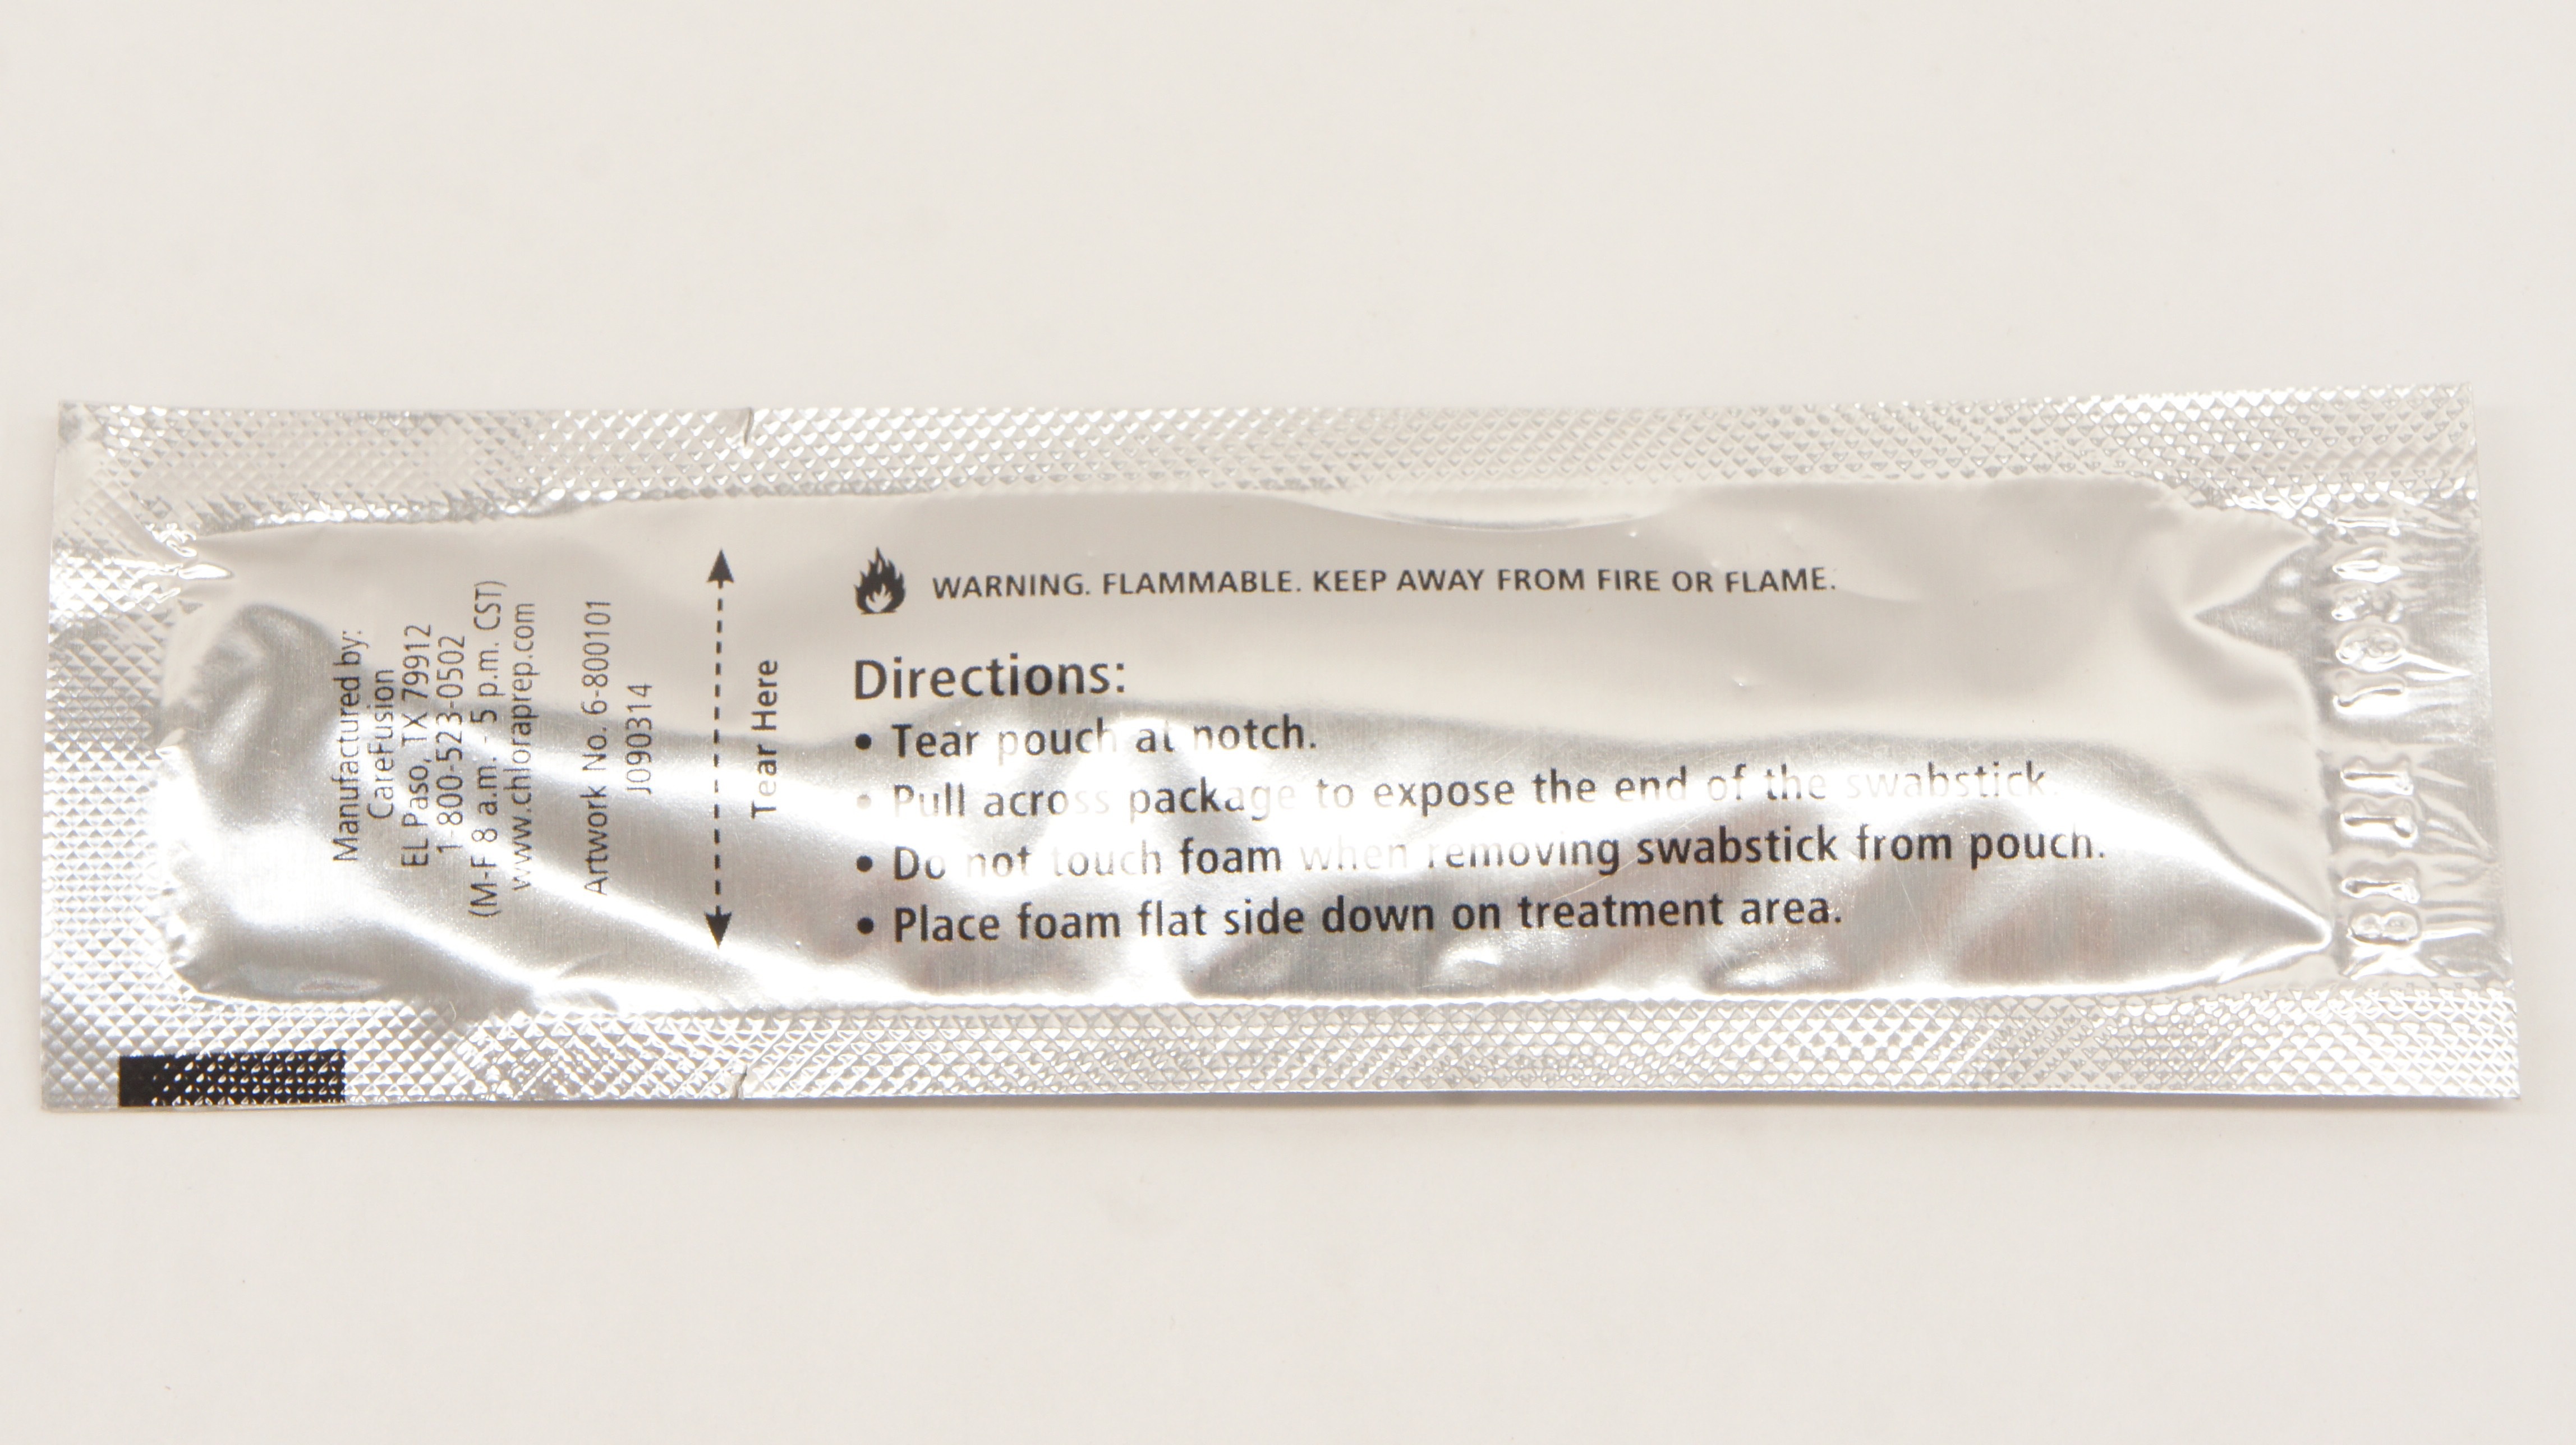 Manufactured by:
CareFusion
EL Paso, TX 79912
1-800-523-0502
(M-F 8 a.m. - 5 p.m. CST)
www.chloraprep.com
Artwork No. 6-800101
J090314
Tear Here
WARNING. FLAMMABLE. KEEP AWAY FROM FIRE OR FLAME.
Directions:
• Tear pouch at notch.
• Pull across package to expose the end of the swabstick.
• Do not touch foam when removing swabstick from pouch.
• Place foam flat side down on treatment area.